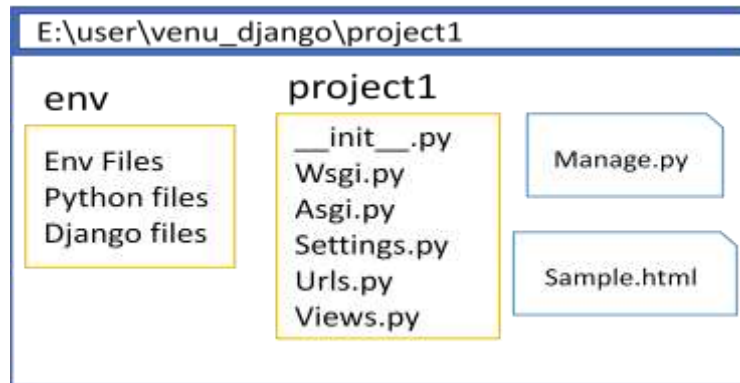 E:\user\venu_django\project1
env
Env Files
Python files
Django files
project1
__init__.py
Wsgi.py
Asgi.py
Settings.py
Urls.py
Views.py
Manage.py
Sample.html